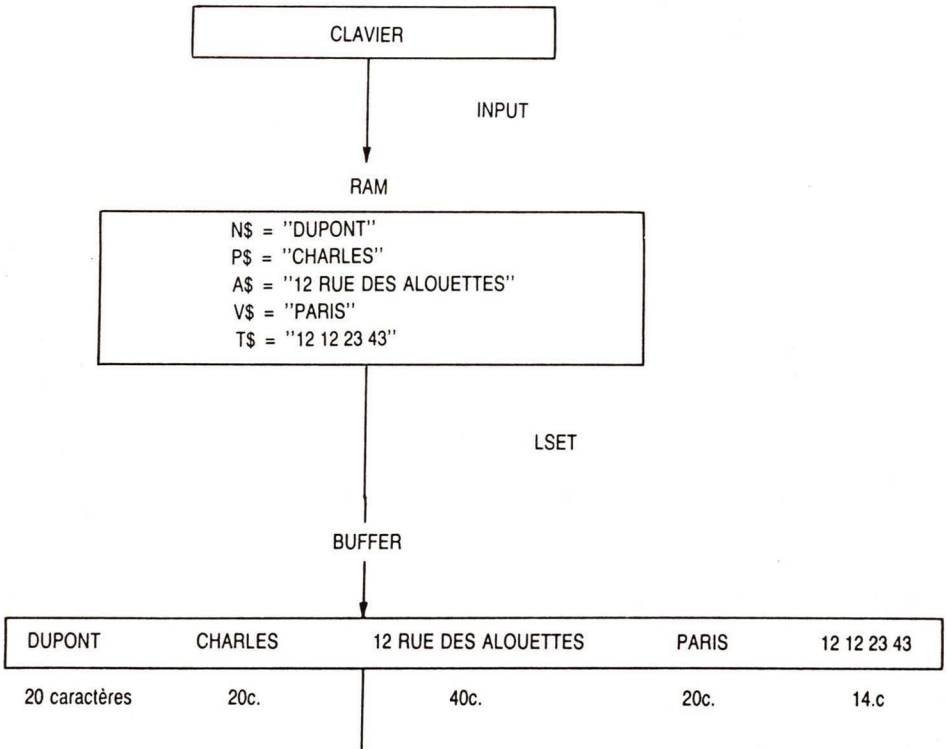 CLAVIER
INPUT
RAM
N$ = ''DUPONT''
P$ = ''CHARLES''
A$ = ''12 RUE DES ALOUETTES''
V$ = ''PARIS''
T$ = ''12 12 23 43''
LSET
BUFFER
DUPONT CHARLES 12 RUE DES ALOUETTES PARIS 12 12 23 43
20 caractères 20c. 40c. 20c. 14.c